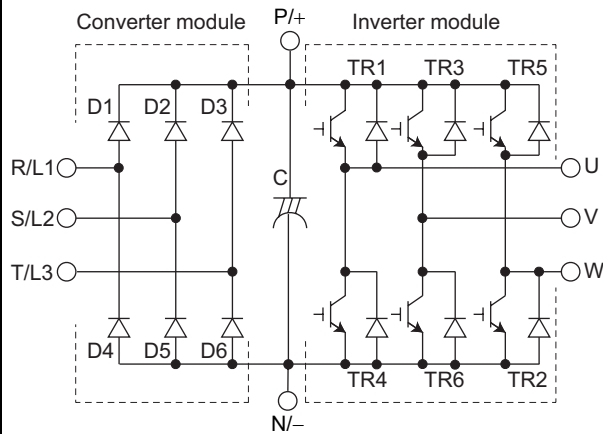 Converter module
P/+
Inverter module
TR1
TR3
TR5
D1
D2
D3
R/L1
C
U
S/L2
V
T/L3
W
D4
D5
D6
TR4
TR6
TR2
N/−